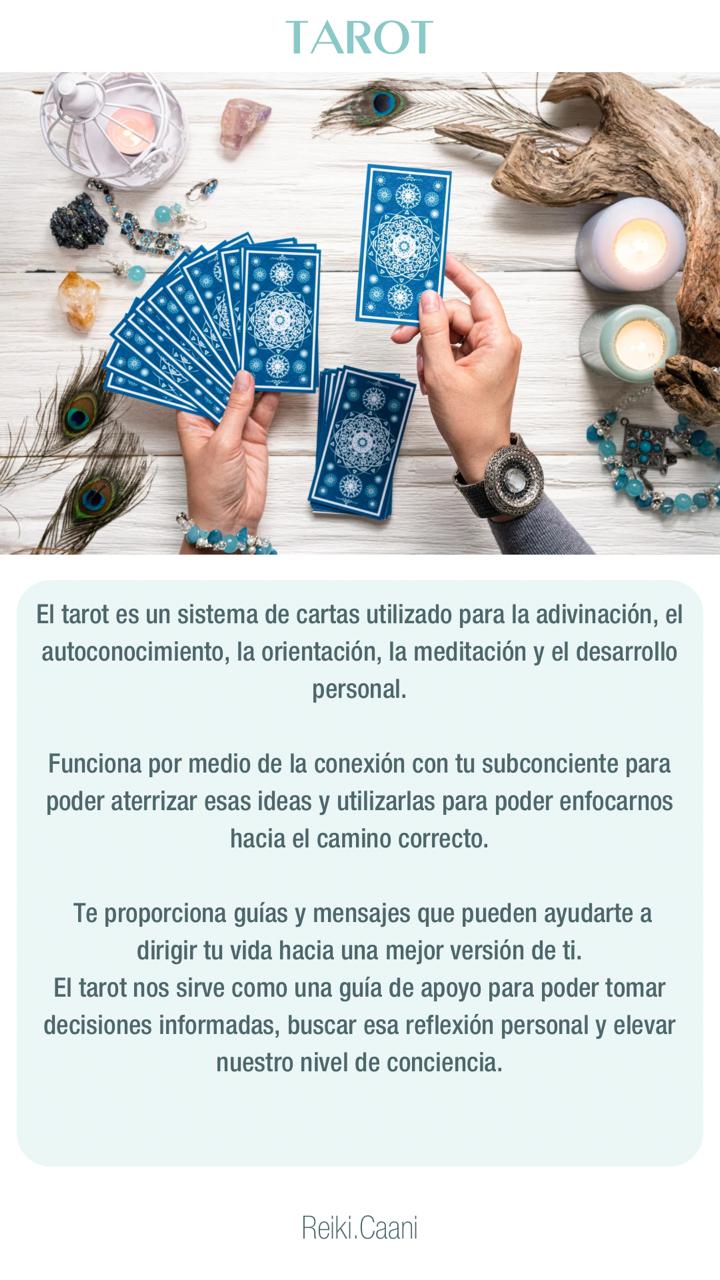 TAROT
El tarot es un sistema de cartas utilizado para la adivinación, el
autoconocimiento, la orientación, la meditación y el desarrollo
personal.
Funciona por medio de la conexión con tu subconciente para
poder aterrizar esas ideas y utilizarlas para poder enfocarnos
hacia el camino correcto.
Te proporciona guías y mensajes que pueden ayudarte a
dirigir tu vida hacia una mejor versión de ti.
El tarot nos sirve como una guía de apoyo para poder tomar
decisiones informadas, buscar esa reflexión personal y elevar
nuestro nivel de conciencia.
Reiki.Caani